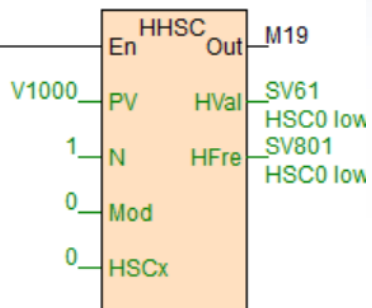 HHSC
En Out M19
V1000 PV HVal SV61
HSC0 low
1 N HFre SV801
HSC0 low
0 Mod
0 HSCx